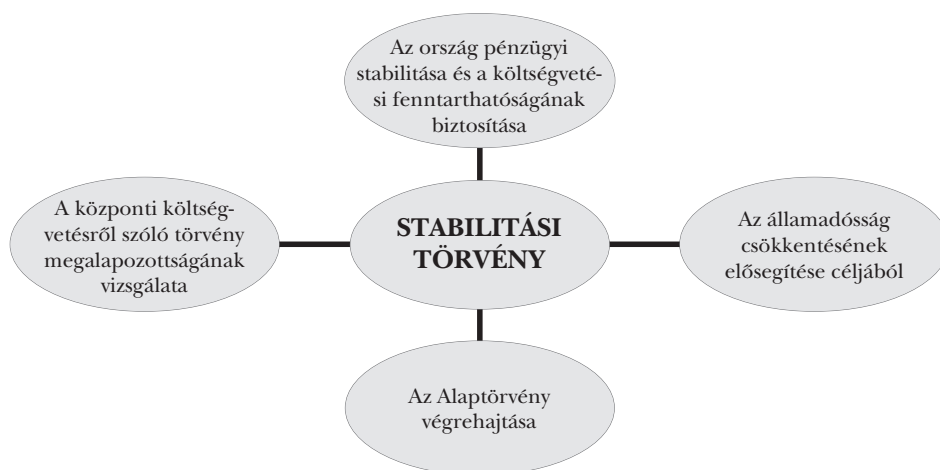 Az ország pénzügyi
stabilitása és a költségveté-
si fenntarthatóságának
biztosítása
A központi költség-
vetésről szóló törvény
megalapozottságának
vizsgálata
STABILITÁSI
TÖRVÉNY
Az államadósság
csökkentésének
elősegítése céljából
Az Alaptörvény
végrehajtása